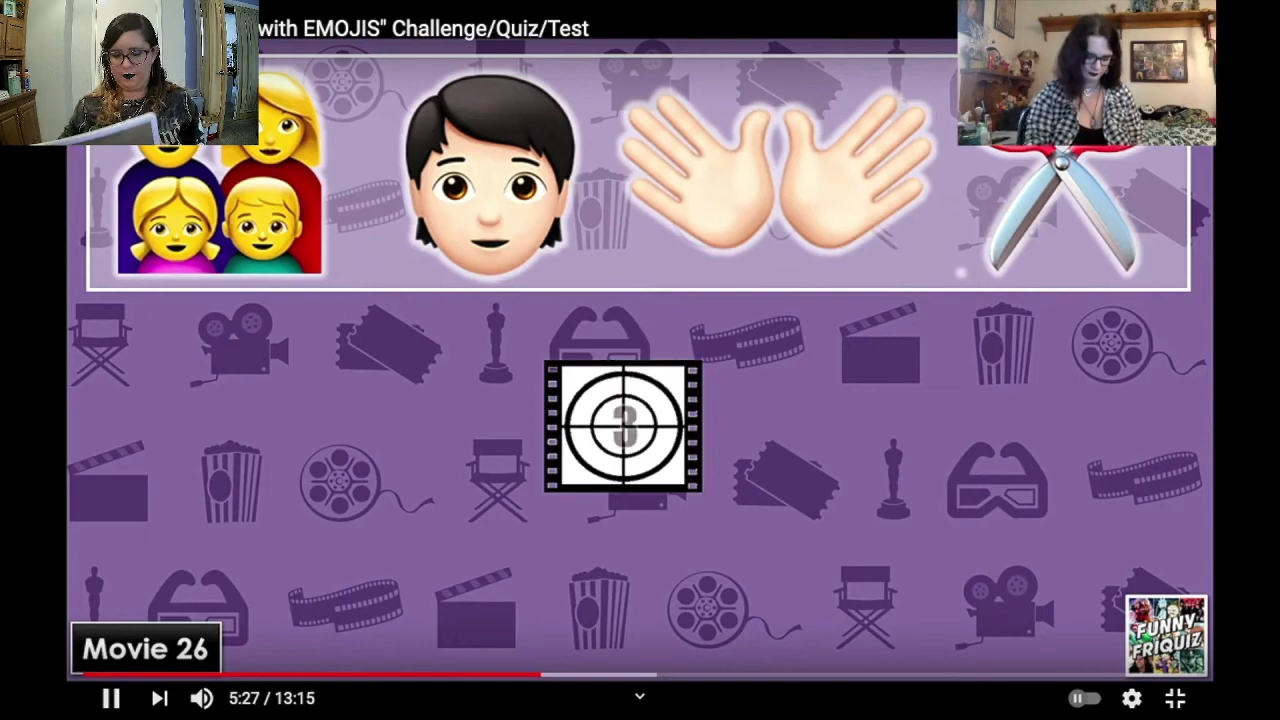 with EMOJIS" Challenge/Quiz/Test
3
Movie 26
FUNNY
FRIQUIZ
5:27 / 13:15